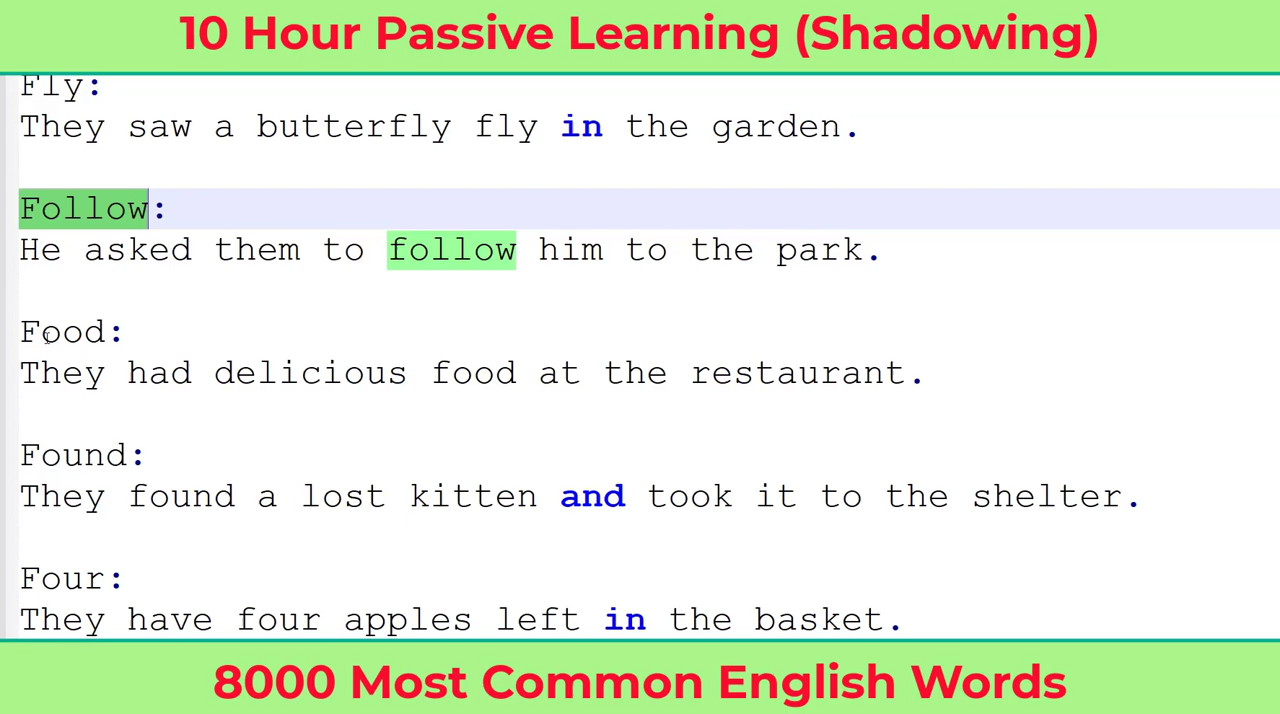 10 Hour Passive Learning (Shadowing)
Fly:
They saw a butterfly fly in the garden.
Follow:
He asked them to follow him to the park.
Food:
They had delicious food at the restaurant.
Found:
They found a lost kitten and took it to the shelter.
Four:
They have four apples left in the basket.
8000 Most Common English Words